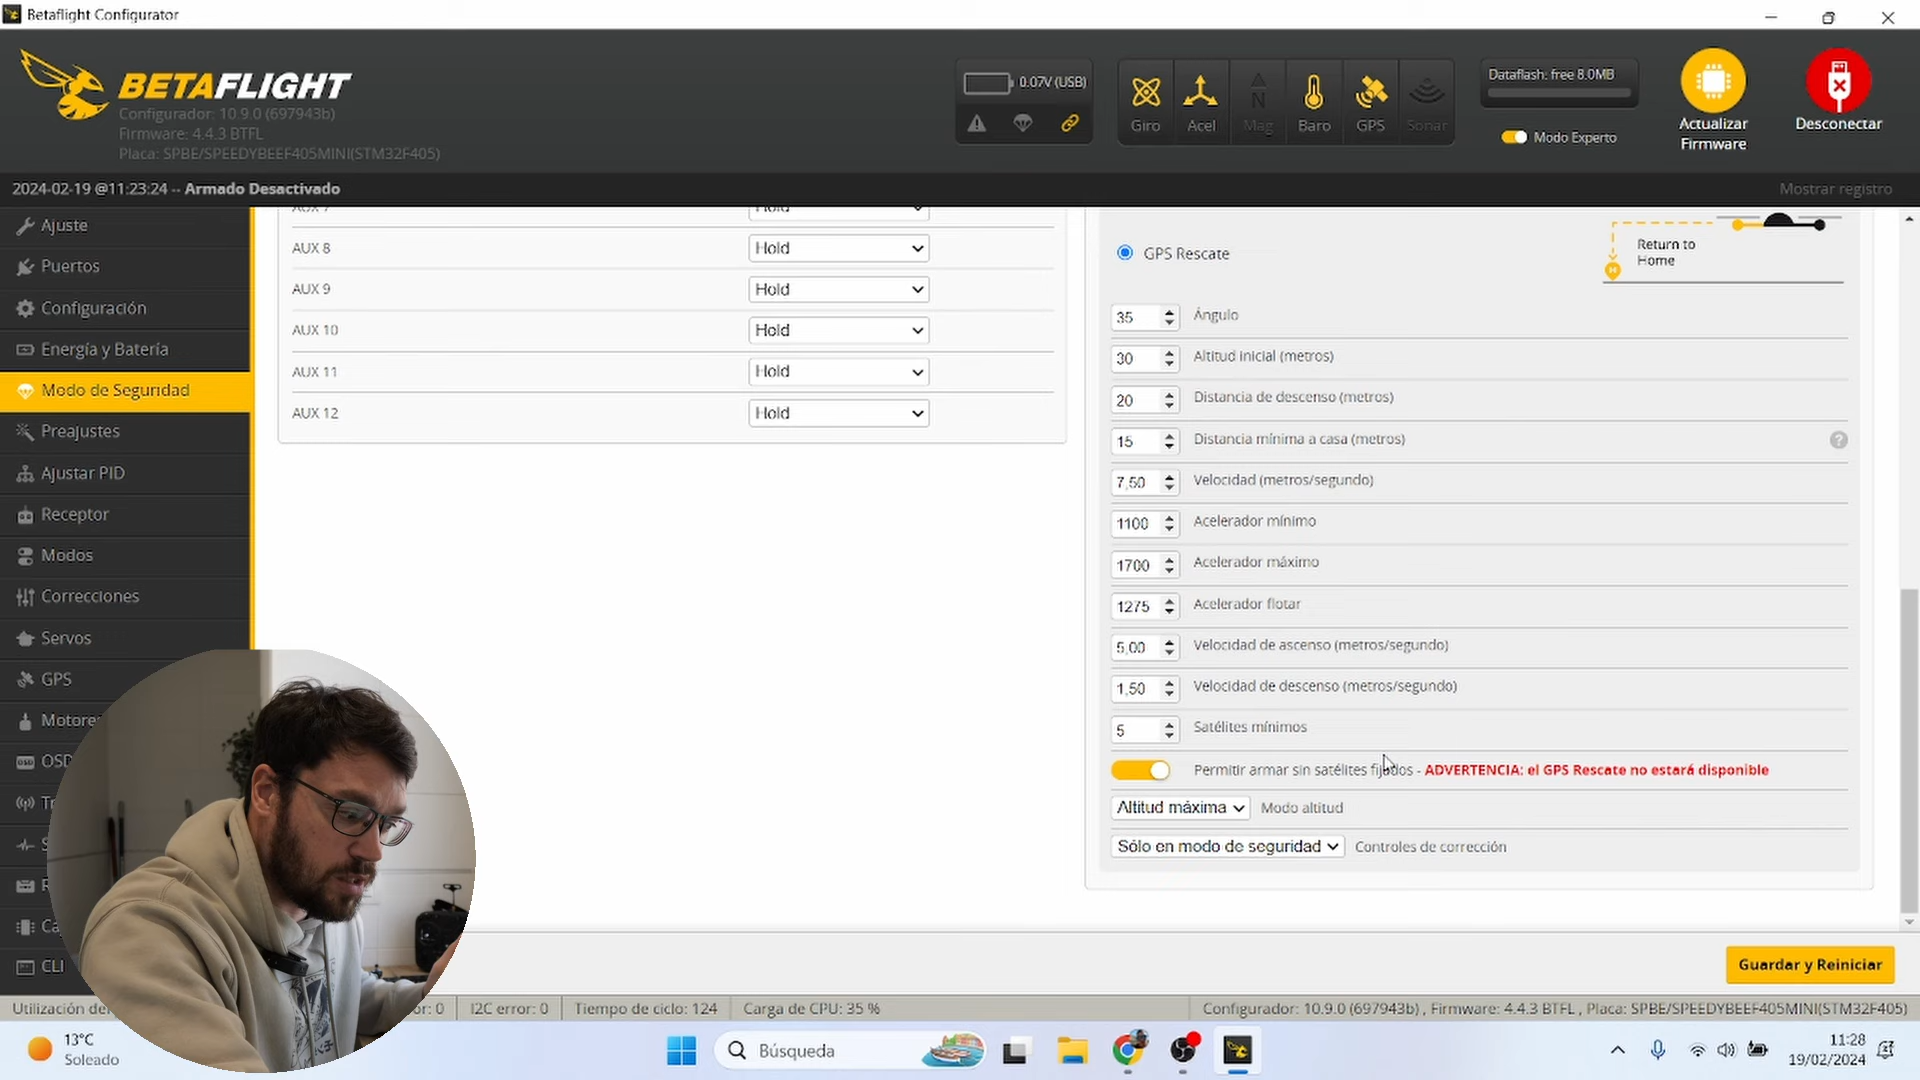 Betaflight Configurator
BETAFLIGHT
Configurador: 10.9.0 (697943b)
Firmware: 4.4.3 BTFL
Placa: SPBE/SPEEDYBEEF405MINI(STM32F405)
0.07V (USB)
Giro
Acel
Mag
Baro
GPS
Sonar
Dataflash: free 8.0MB
Modo Experto
Actualizar
Firmware
Desconectar
2024-02-19 @11:23:24 -- Armado Desactivado
Mostrar registro
Ajuste
Puertos
Configuración
Energía y Batería
Modo de Seguridad
Preajustes
Ajustar PID
Receptor
Modos
Correcciones
Servos
GPS
Motores
OSD
CLI
AUX 7 Hold
AUX 8 Hold
AUX 9 Hold
AUX 10 Hold
AUX 11 Hold
AUX 12 Hold
GPS Rescate
Return to
Home
35 Ángulo
30 Altitud inicial (metros)
20 Distancia de descenso (metros)
15 Distancia mínima a casa (metros) ?
7,50 Velocidad (metros/segundo)
1100 Acelerador mínimo
1700 Acelerador máximo
1275 Acelerador flotar
5,00 Velocidad de ascenso (metros/segundo)
1,50 Velocidad de descenso (metros/segundo)
5 Satélites mínimos
Permitir armar sin satélites fijados - ADVERTENCIA: el GPS Rescate no estará disponible
Altitud máxima Modo altitud
Sólo en modo de seguridad Controles de corrección
Guardar y Reiniciar
Utilización del
or: 0
I2C error: 0
Tiempo de ciclo: 124
Carga de CPU: 35 %
Configurador: 10.9.0 (697943b) , Firmware: 4.4.3 BTFL , Placa: SPBE/SPEEDYBEEF405MINI(STM32F405)
13°C
Soleado
Búsqueda
11:28
19/02/2024